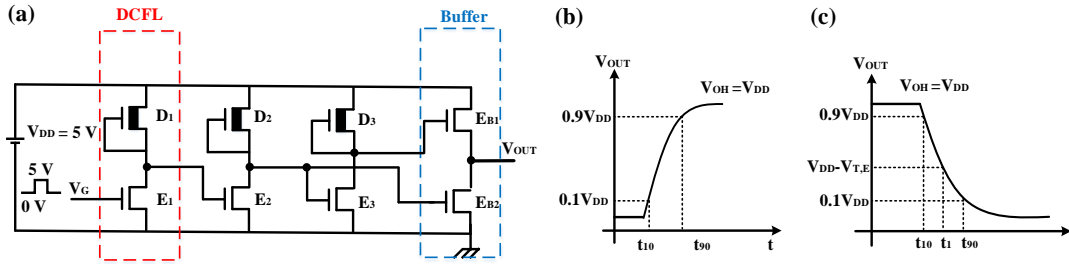 (a)
DCFL
Buffer
D1
D2
D3
EB1
VDD = 5 V
VOUT
5 V
0 V
VG
E1
E2
E3
EB2
(b)
VOUT
VOH =VDD
0.9VDD
0.1VDD
t10
t90
t
(c)
VOUT
VOH =VDD
0.9VDD
VDD-VT,E
0.1VDD
t10
t1
t90
t